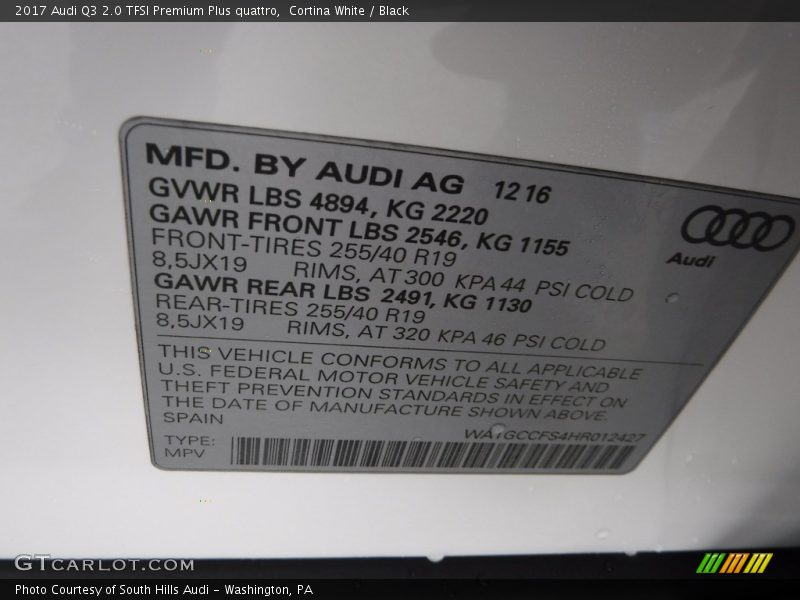 2017 Audi Q3 2.0 TFSI Premium Plus quattro, Cortina White / Black
MFD. BY AUDI AG 12 16
GVWR LBS 4894, KG 2220
GAWR FRONT LBS 2546, KG 1155
FRONT-TIRES 255/40 R19
8,5JX19 RIMS, AT 300 KPA 44 PSI COLD
GAWR REAR LBS 2491, KG 1130
REAR-TIRES 255/40 R19
8,5JX19 RIMS, AT 320 KPA 46 PSI COLD
Audi
THIS VEHICLE CONFORMS TO ALL APPLICABLE
U.S. FEDERAL MOTOR VEHICLE SAFETY AND
THEFT PREVENTION STANDARDS IN EFFECT ON
THE DATE OF MANUFACTURE SHOWN ABOVE.
SPAIN
WA1GCCFS4HR012427
TYPE:
MPV
GTCARLOT.COM
Photo Courtesy of South Hills Audi - Washington, PA